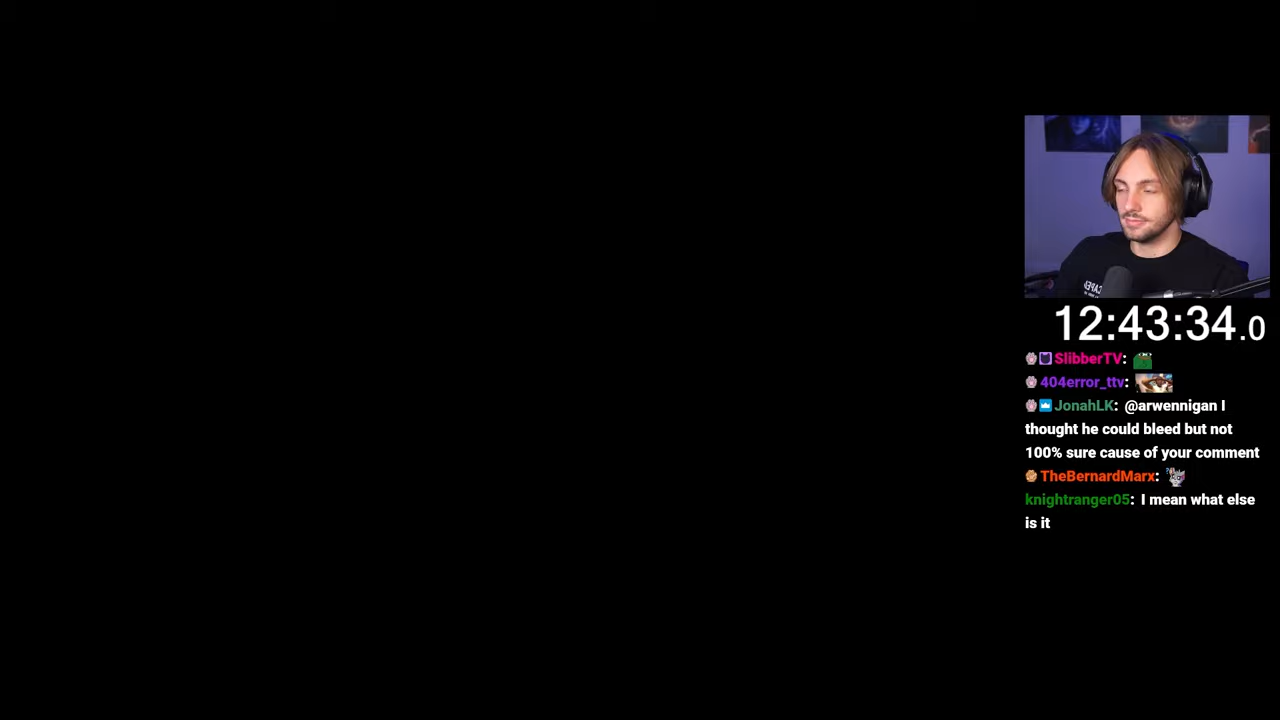 12:43:34.0
SlibberTV:
404error_ttv:
JonahLK: @arwennigan I
thought he could bleed but not
100% sure cause of your comment
TheBernardMarx:
knightranger05: I mean what else
is it